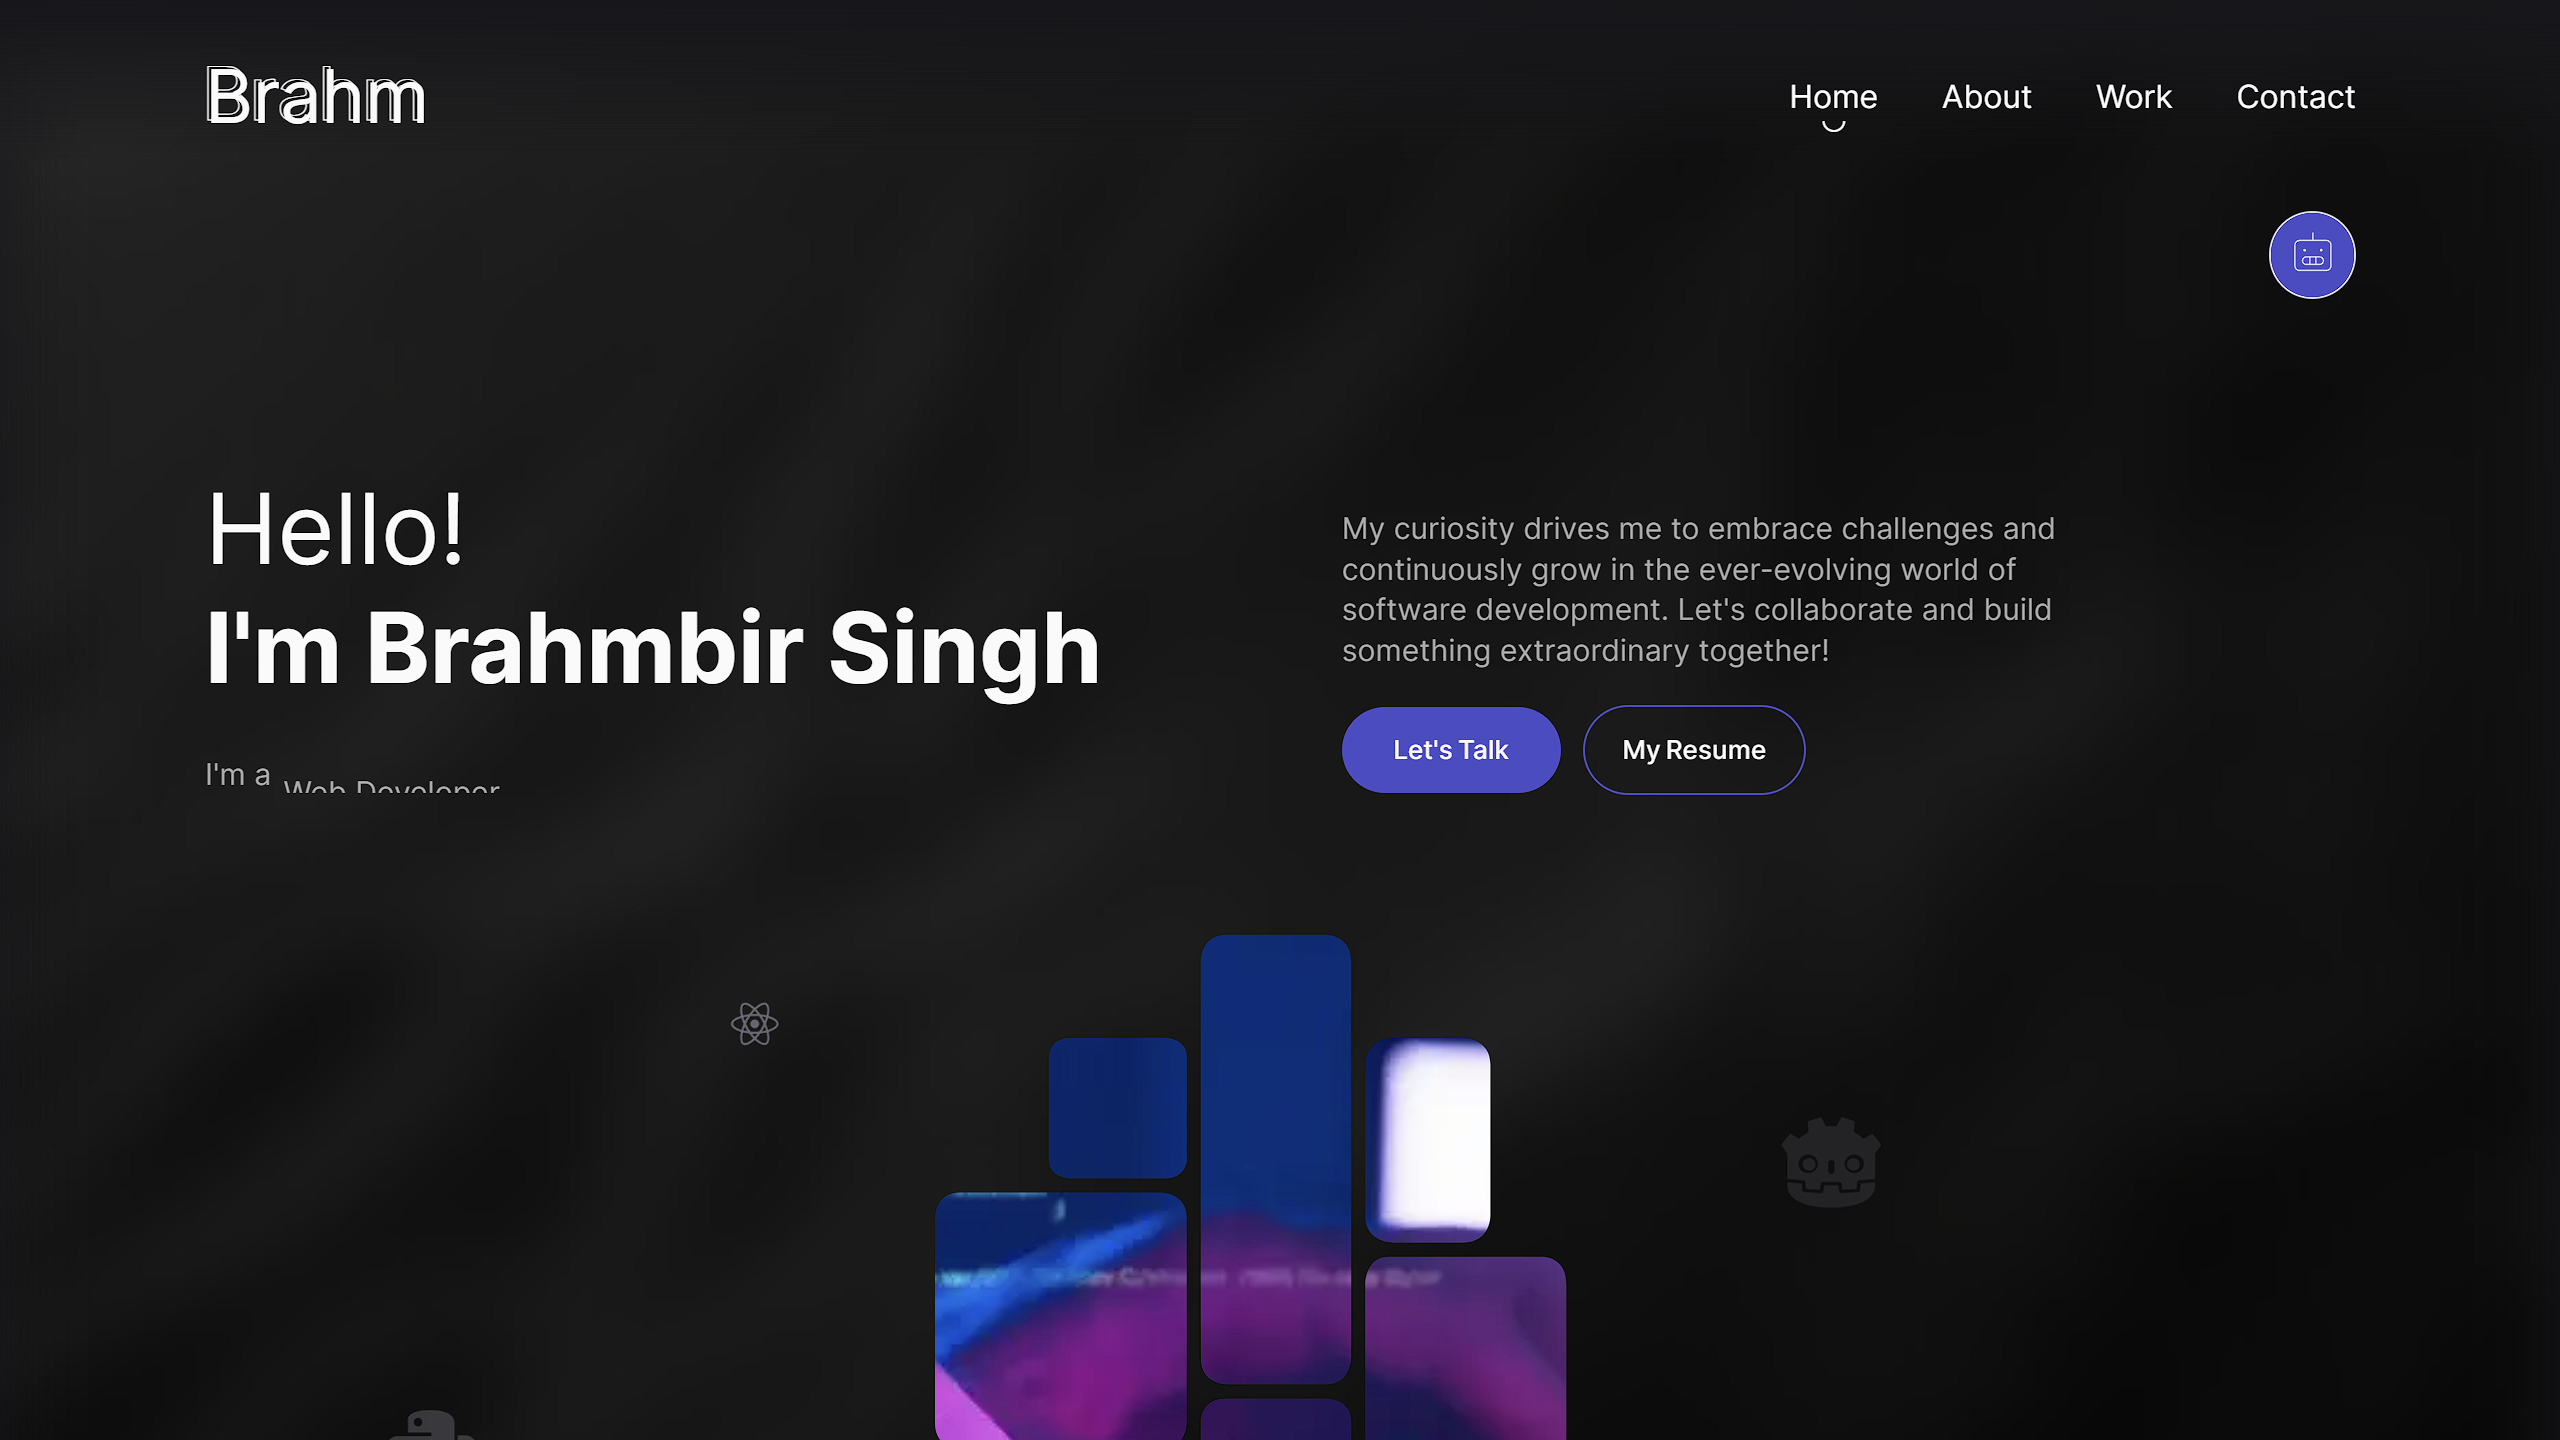 Brahm
Home About Work Contact
Hello!
I'm Brahmbir Singh
I'm a Web Developer
My curiosity drives me to embrace challenges and
continuously grow in the ever-evolving world of
software development. Let's collaborate and build
something extraordinary together!
Let's Talk My Resume